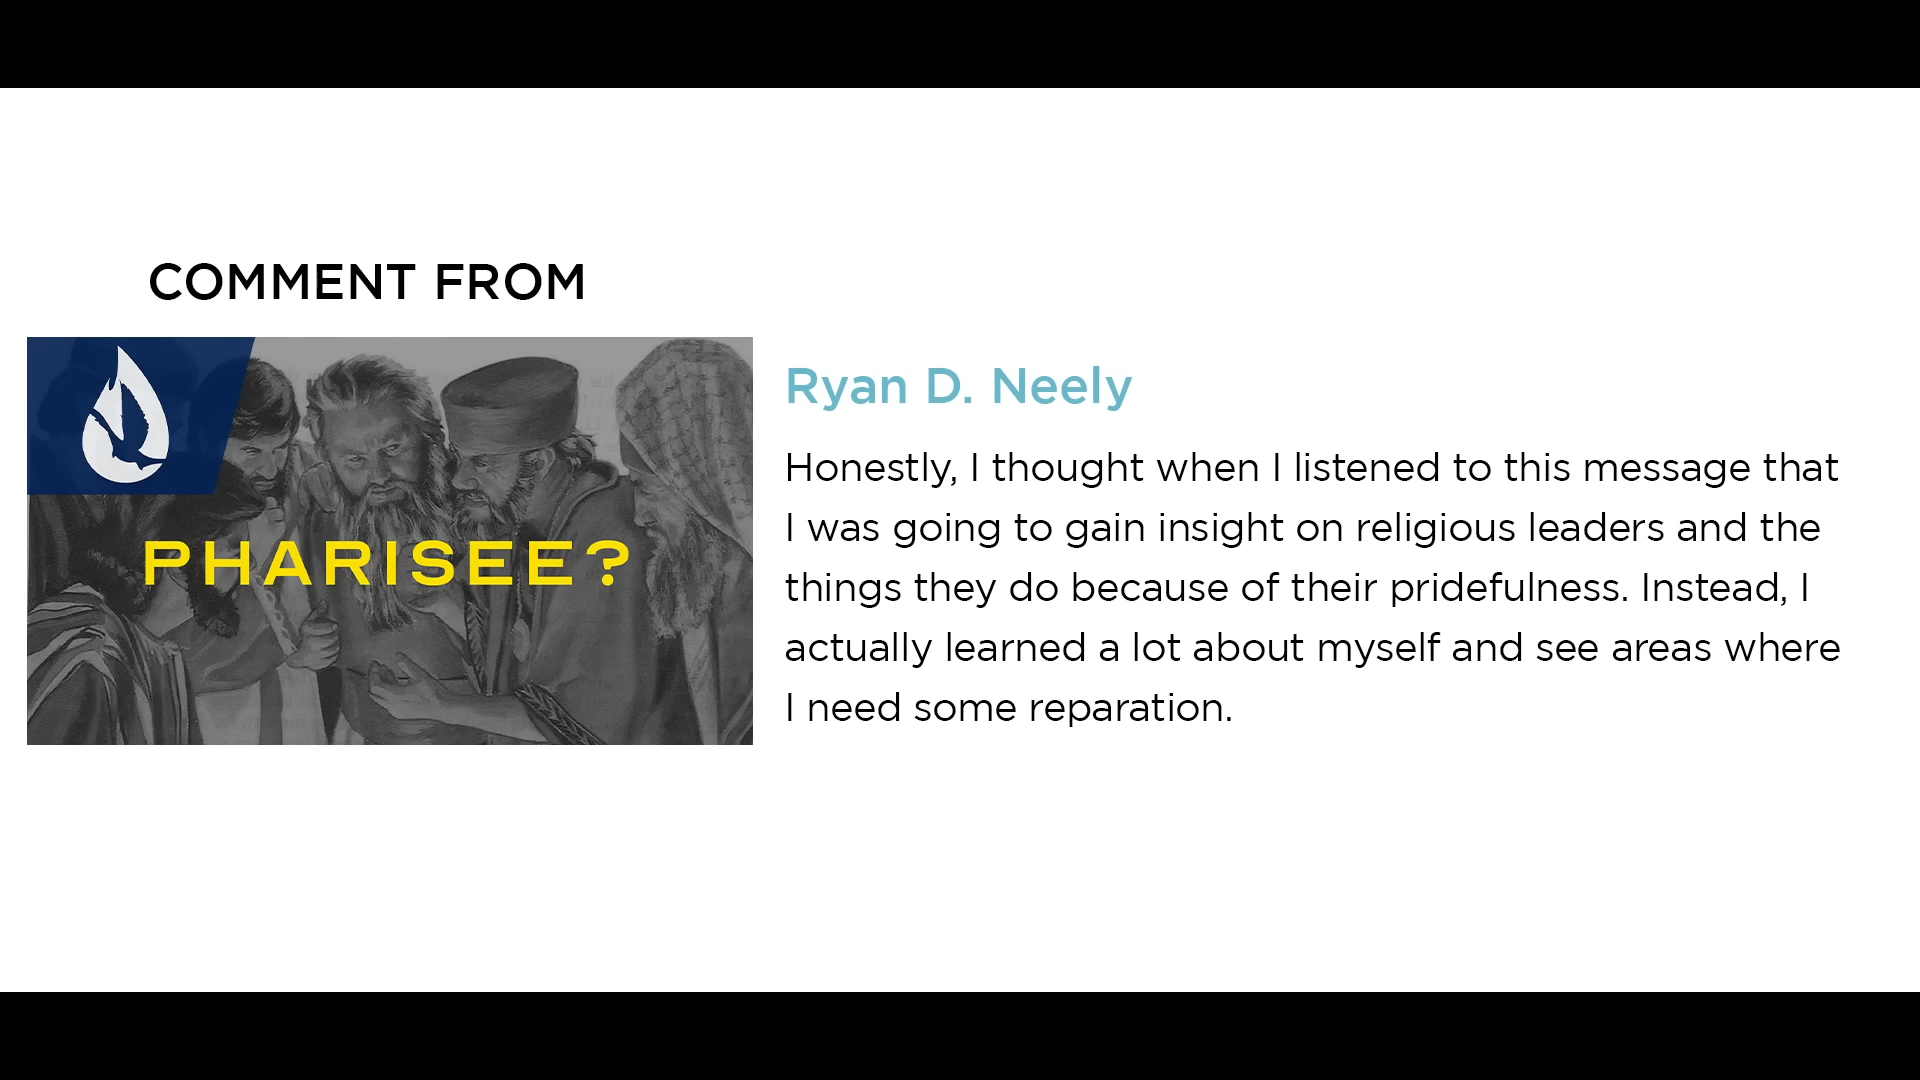 COMMENT FROM
PHARISEE?
Ryan D. Neely
Honestly, I thought when I listened to this message that
I was going to gain insight on religious leaders and the
things they do because of their pridefulness. Instead, I
actually learned a lot about myself and see areas where
I need some reparation.